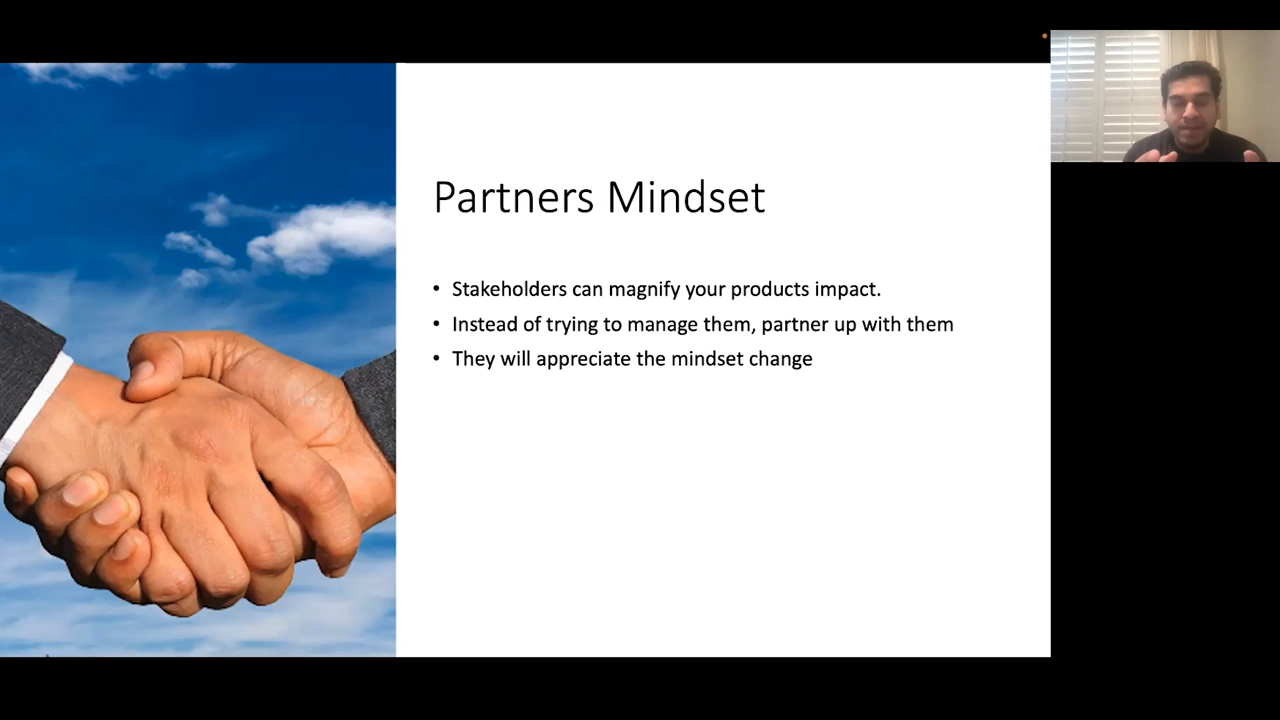 Partners Mindset
• Stakeholders can magnify your products impact.
• Instead of trying to manage them, partner up with them
• They will appreciate the mindset change